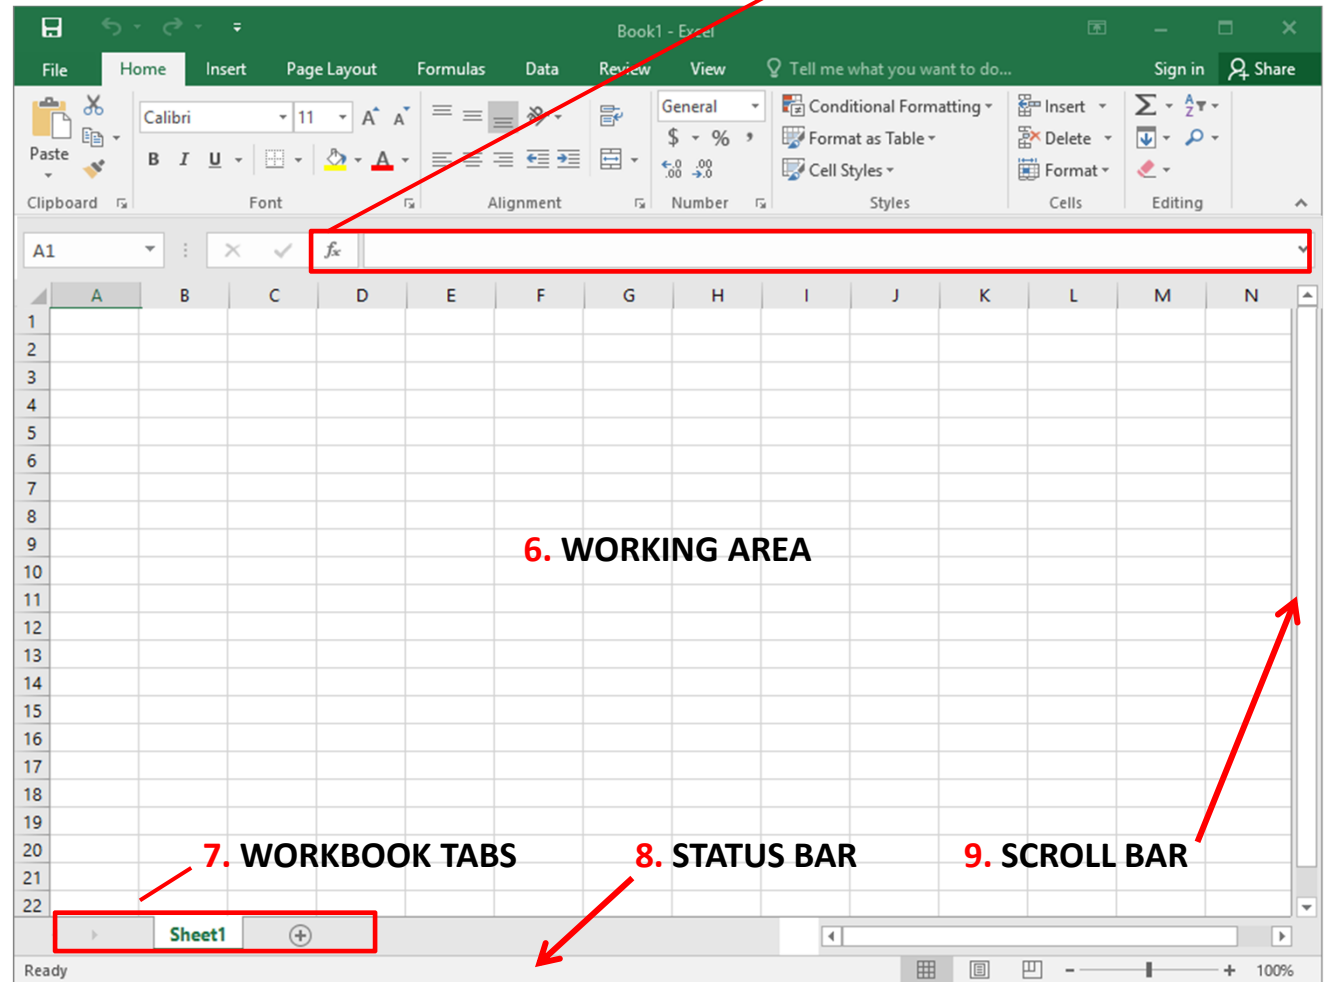 Book1 - Excel
File Home Insert Page Layout Formulas Data Review View Tell me what you want to do... Sign in Share
Calibri 11 A A General Conditional Formatting Insert Σ A Z
Paste B I U A $ % , Format as Table Delete
.0 .00 .00 .0 Cell Styles Format
Clipboard Font Alignment Number Styles Cells Editing
A1 fx
A B C D E F G H I J K L M N
1
2
3
4
5
6
7
8
9
6. WORKING AREA
10
11
12
13
14
15
16
17
18
19
20 7. WORKBOOK TABS 8. STATUS BAR 9. SCROLL BAR
21
22
Sheet1
Ready - + 100%